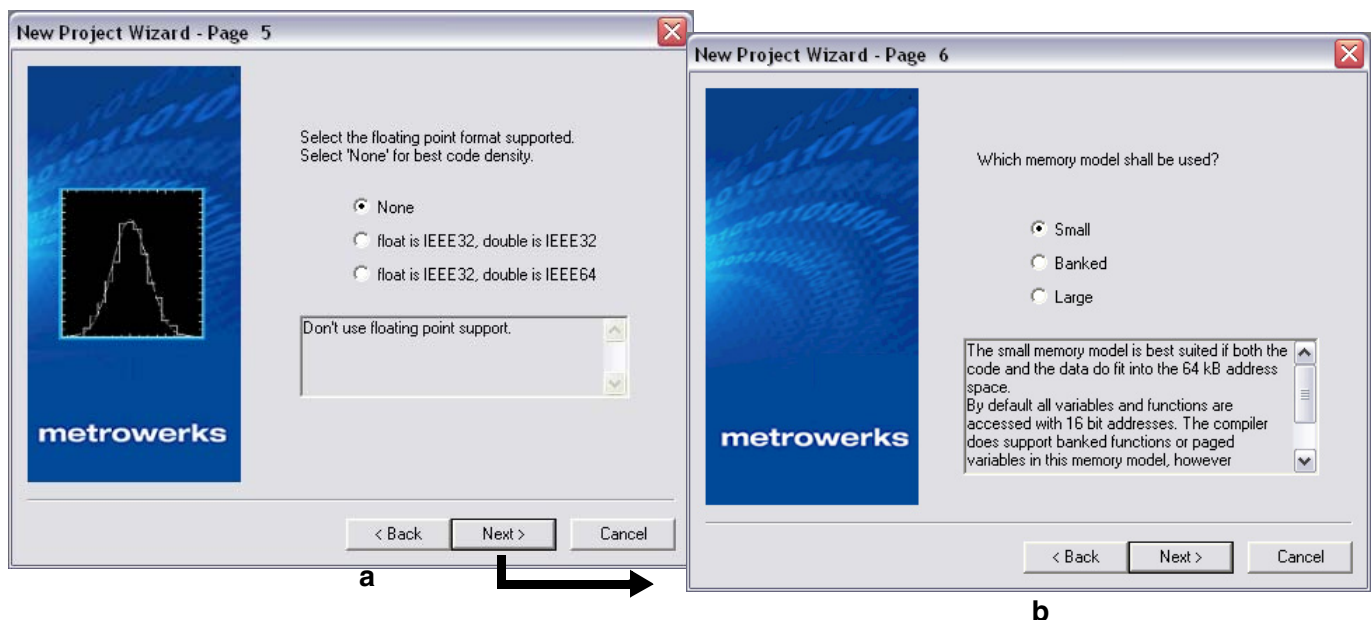 New Project Wizard - Page 5
Select the floating point format supported.
Select 'None' for best code density.
None
float is IEEE32, double is IEEE32
float is IEEE32, double is IEEE64
Don't use floating point support.
metrowerks
< Back
Next >
Cancel
a
New Project Wizard - Page 6
Which memory model shall be used?
Small
Banked
Large
The small memory model is best suited if both the
code and the data do fit into the 64 kB address
space.
By default all variables and functions are
accessed with 16 bit addresses. The compiler
does support banked functions or paged
variables in this memory model, however
metrowerks
< Back
Next >
Cancel
b